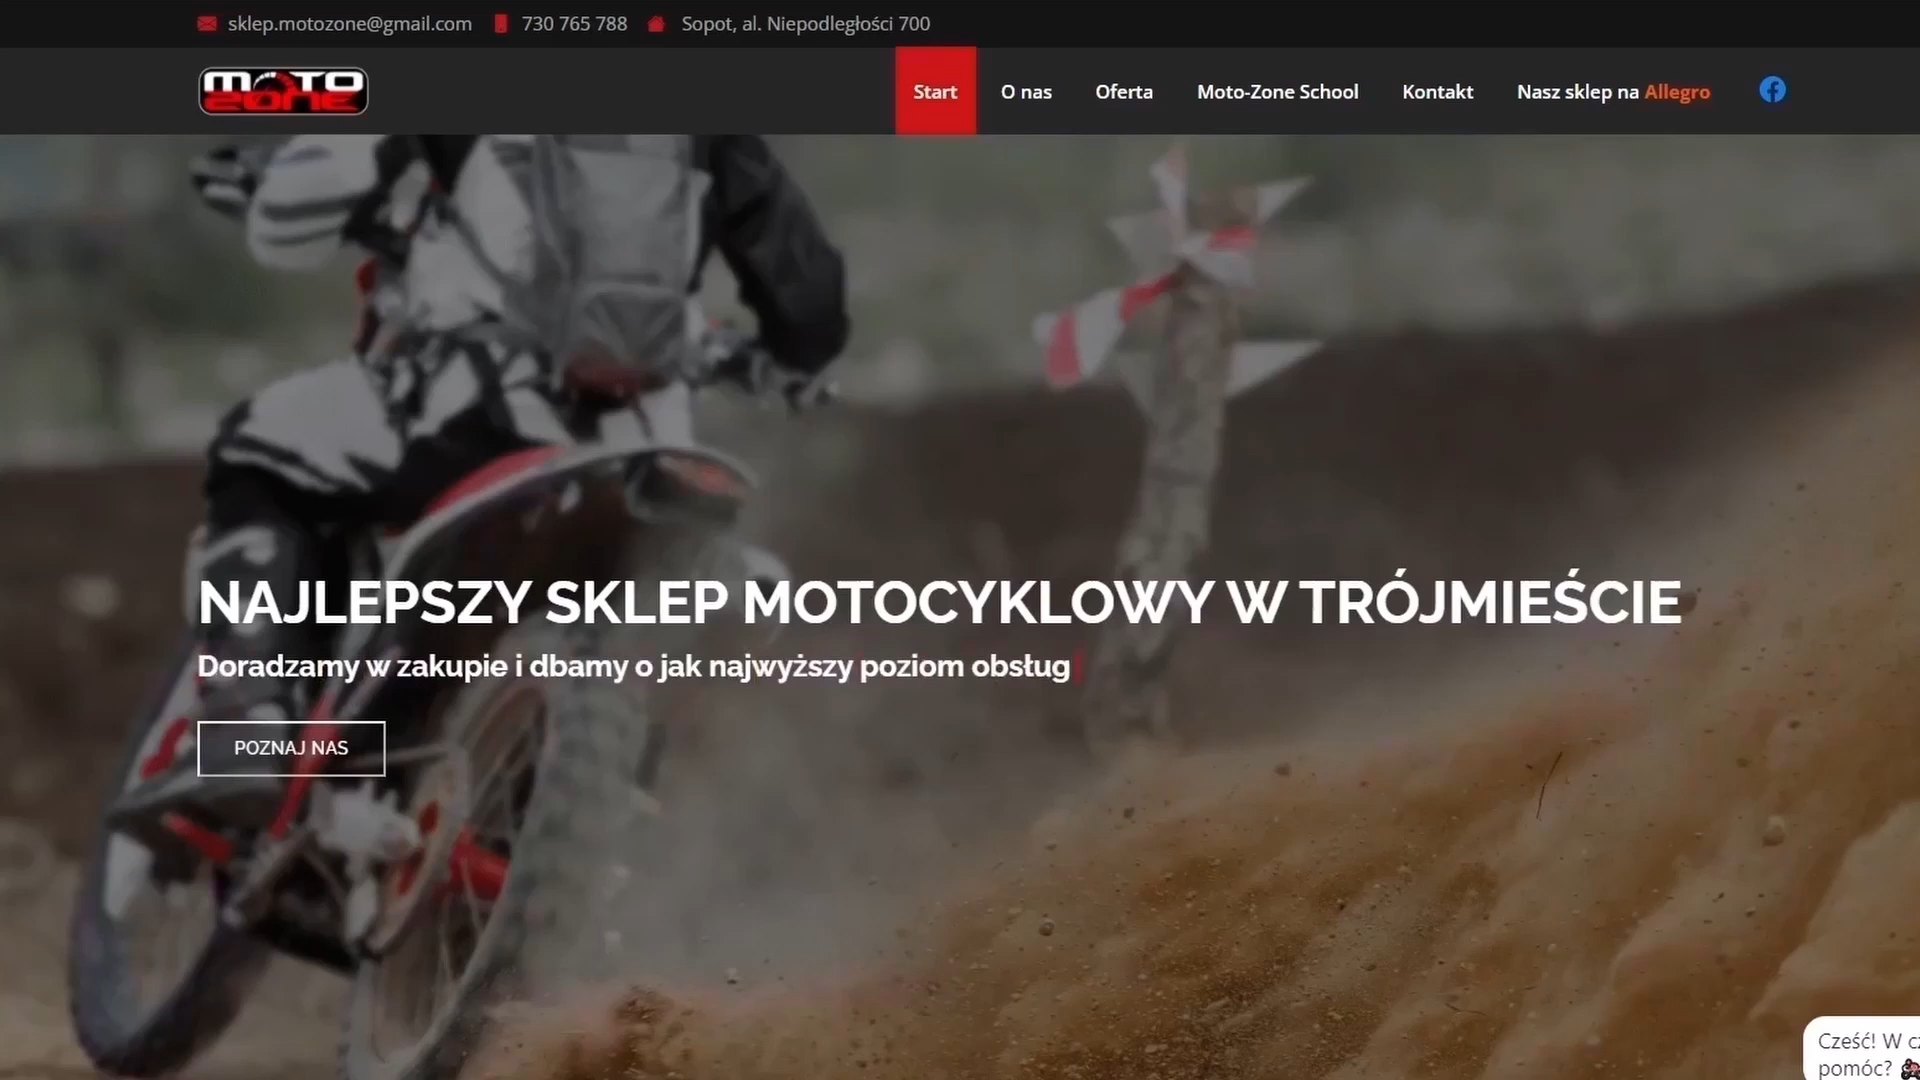 sklep.motozone@gmail.com 730 765 788 Sopot, al. Niepodległości 700
MOTO ZONE
Start O nas Oferta Moto-Zone School Kontakt Nasz sklep na Allegro
NAJLEPSZY SKLEP MOTOCYKLOWY W TRÓJMIEŚCIE
Doradzamy w zakupie i dbamy o jak najwyższy poziom obsług
POZNAJ NAS
Cześć! W cz
pomóc?